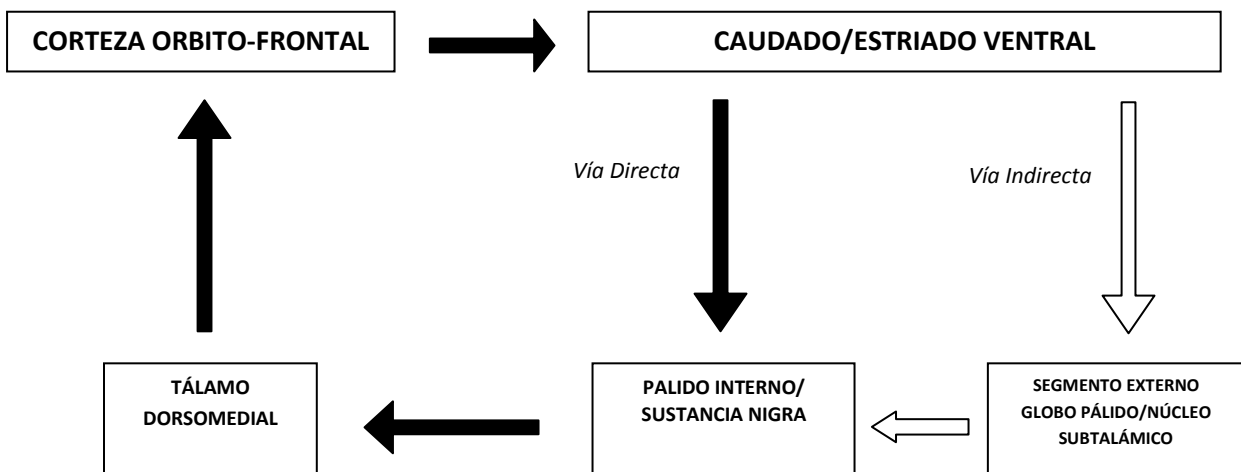 CORTEZA ORBITO-FRONTAL
CAUDADO/ESTRIADO VENTRAL
Vía Directa
Vía Indirecta
TÁLAMO
DORSOMEDIAL
PALIDO INTERNO/
SUSTANCIA NIGRA
SEGMENTO EXTERNO
GLOBO PÁLIDO/NÚCLEO
SUBTALÁMICO